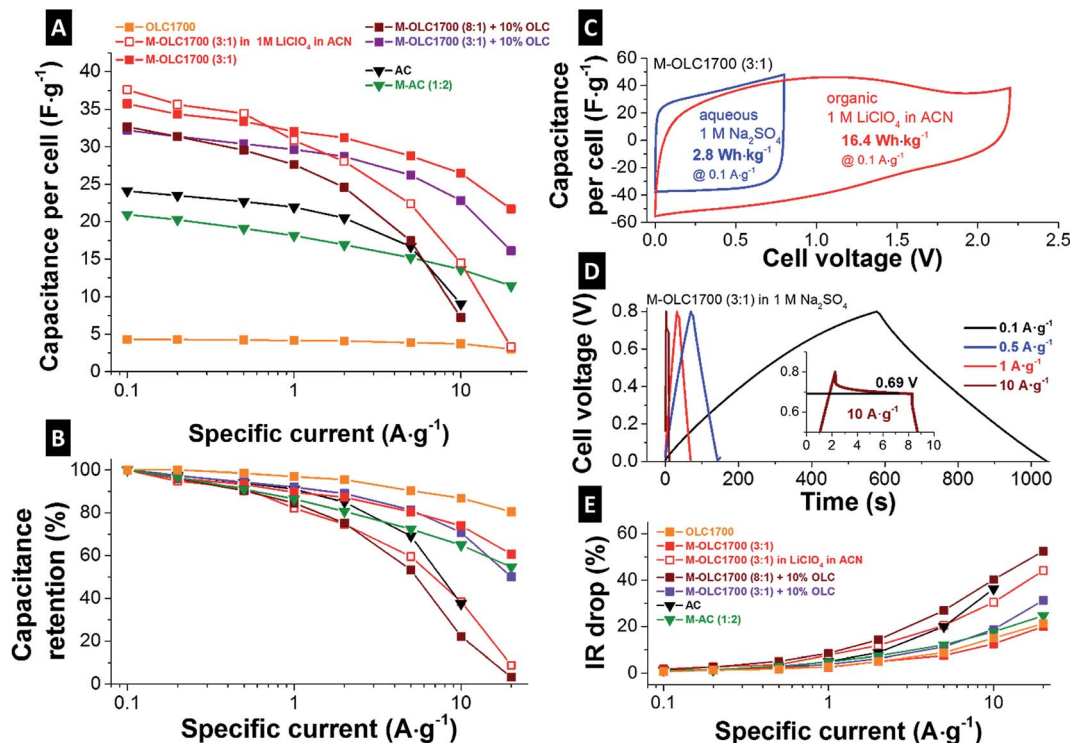 A
OLC1700
M-OLC1700 (3:1) in 1M LiClO₄ in ACN
M-OLC1700 (3:1)
M-OLC1700 (8:1) + 10% OLC
M-OLC1700 (3:1) + 10% OLC
AC
M-AC (1:2)
Capacitance per cell (F·g⁻¹)
40
35
30
25
20
15
10
5
0
0.1
1
10
Specific current (A·g⁻¹)
B
Capacitance
retention (%)
100
80
60
40
20
0
0.1
1
10
Specific current (A·g⁻¹)
C
Capacitance
per cell (F·g⁻¹)
60
40
20
0
-20
-40
-60
M-OLC1700 (3:1)
aqueous
1 M Na₂SO₄
2.8 Wh·kg⁻¹
@ 0.1 A·g⁻¹
organic
1 M LiClO₄ in ACN
16.4 Wh·kg⁻¹
@ 0.1 A·g⁻¹
0.0
0.5
1.0
1.5
2.0
2.5
Cell voltage (V)
D
Cell voltage (V)
0.8
0.6
0.4
0.2
0.0
M-OLC1700 (3:1) in 1 M Na₂SO₄
0.1 A·g⁻¹
0.5 A·g⁻¹
1 A·g⁻¹
10 A·g⁻¹
0.7
0.5
0.69 V
10 A·g⁻¹
0
2
4
6
8
10
0
200
400
600
800
1000
Time (s)
E
IR drop (%)
60
40
20
0
OLC1700
M-OLC1700 (3:1)
M-OLC1700 (3:1) in LiClO₄ in ACN
M-OLC1700 (8:1) + 10% OLC
M-OLC1700 (3:1) + 10% OLC
AC
M-AC (1:2)
0.1
1
10
Specific current (A·g⁻¹)